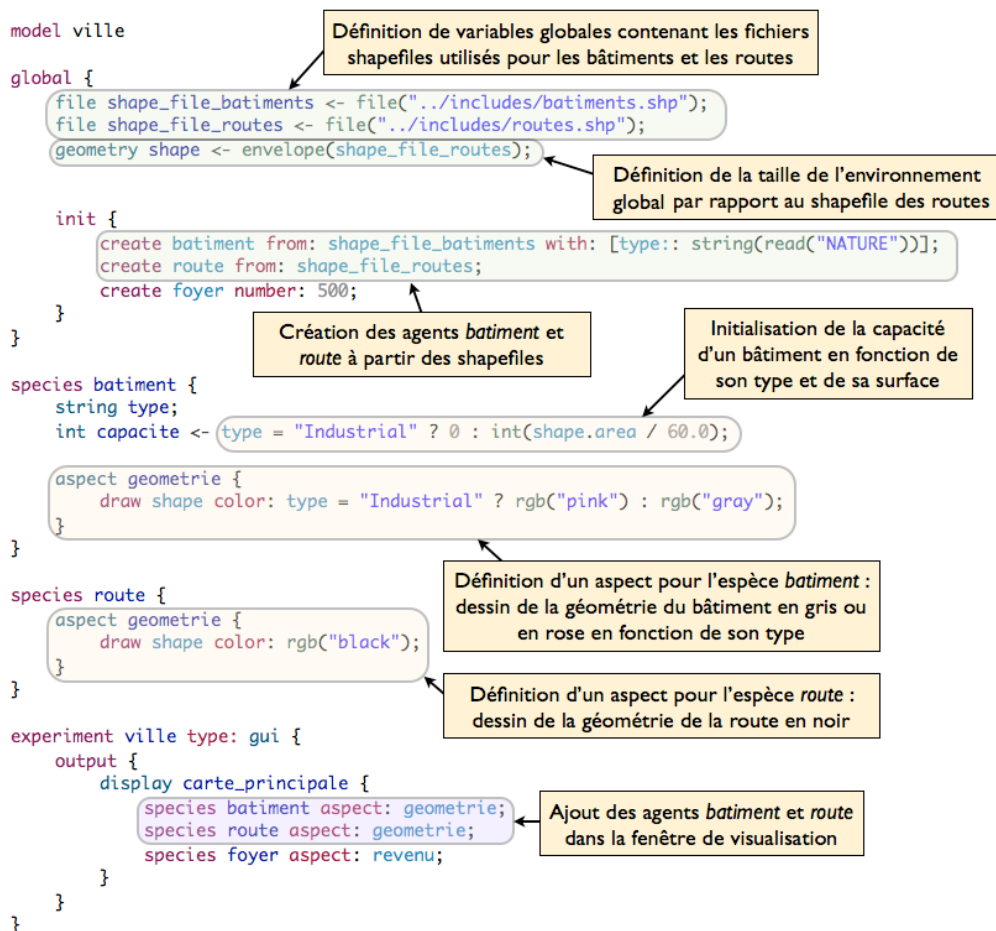 model ville
Définition de variables globales contenant les fichiers
shapefiles utilisés pour les bâtiments et les routes
global {
file shape_file_batiments <- file("../includes/batiments.shp");
file shape_file_routes <- file("../includes/routes.shp");
geometry shape <- envelope(shape_file_routes);
Définition de la taille de l'environnement
global par rapport au shapefile des routes
init {
create batiment from: shape_file_batiments with: [type:: string(read("NATURE"))];
create route from: shape_file_routes;
create foyer number: 500;
}
}
Création des agents batiment et
route à partir des shapefiles
Initialisation de la capacité
d'un bâtiment en fonction de
son type et de sa surface
species batiment {
string type;
int capacite <- type = "Industrial" ? 0 : int(shape.area / 60.0);
aspect geometrie {
draw shape color: type = "Industrial" ? rgb("pink") : rgb("gray");
}
}
Définition d'un aspect pour l'espèce batiment :
dessin de la géométrie du bâtiment en gris ou
en rose en fonction de son type
species route {
aspect geometrie {
draw shape color: rgb("black");
}
}
Définition d'un aspect pour l'espèce route :
dessin de la géométrie de la route en noir
experiment ville type: gui {
output {
display carte_principale {
species batiment aspect: geometrie;
species route aspect: geometrie;
species foyer aspect: revenu;
Ajout des agents batiment et route
dans la fenêtre de visualisation
}
}
}